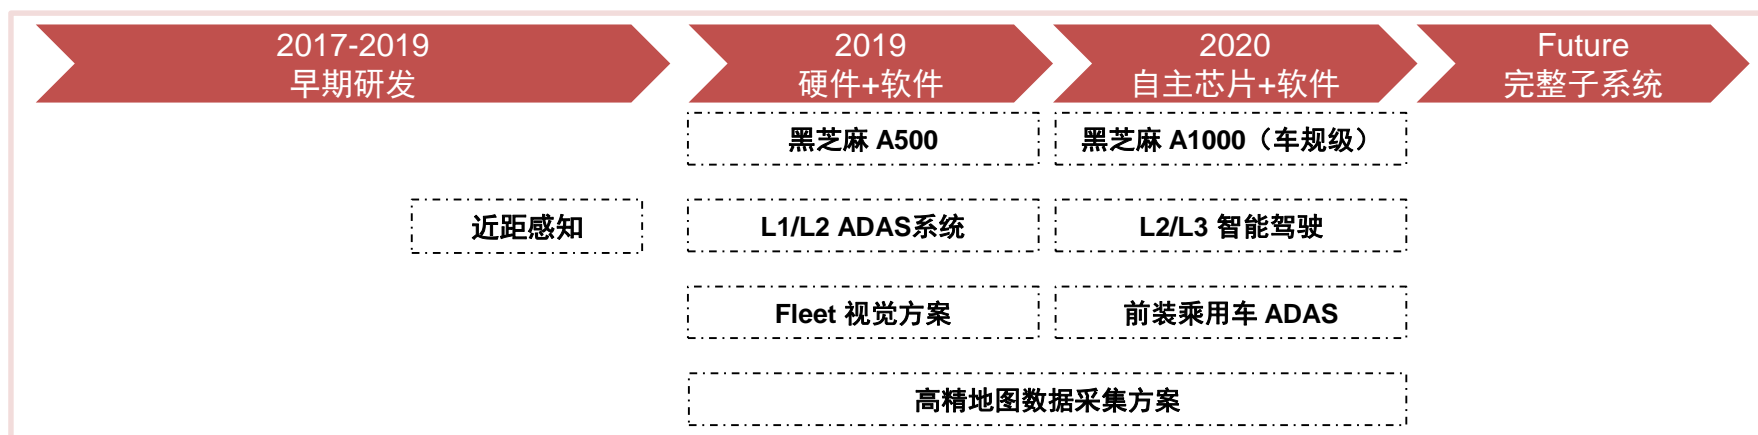 2017-2019
早期研发
2019
硬件+软件
2020
自主芯片+软件
Future
完整子系统
黑芝麻 A500
黑芝麻 A1000（车规级）
近距感知
L1/L2 ADAS系统
L2/L3 智能驾驶
Fleet 视觉方案
前装乘用车 ADAS
高精地图数据采集方案